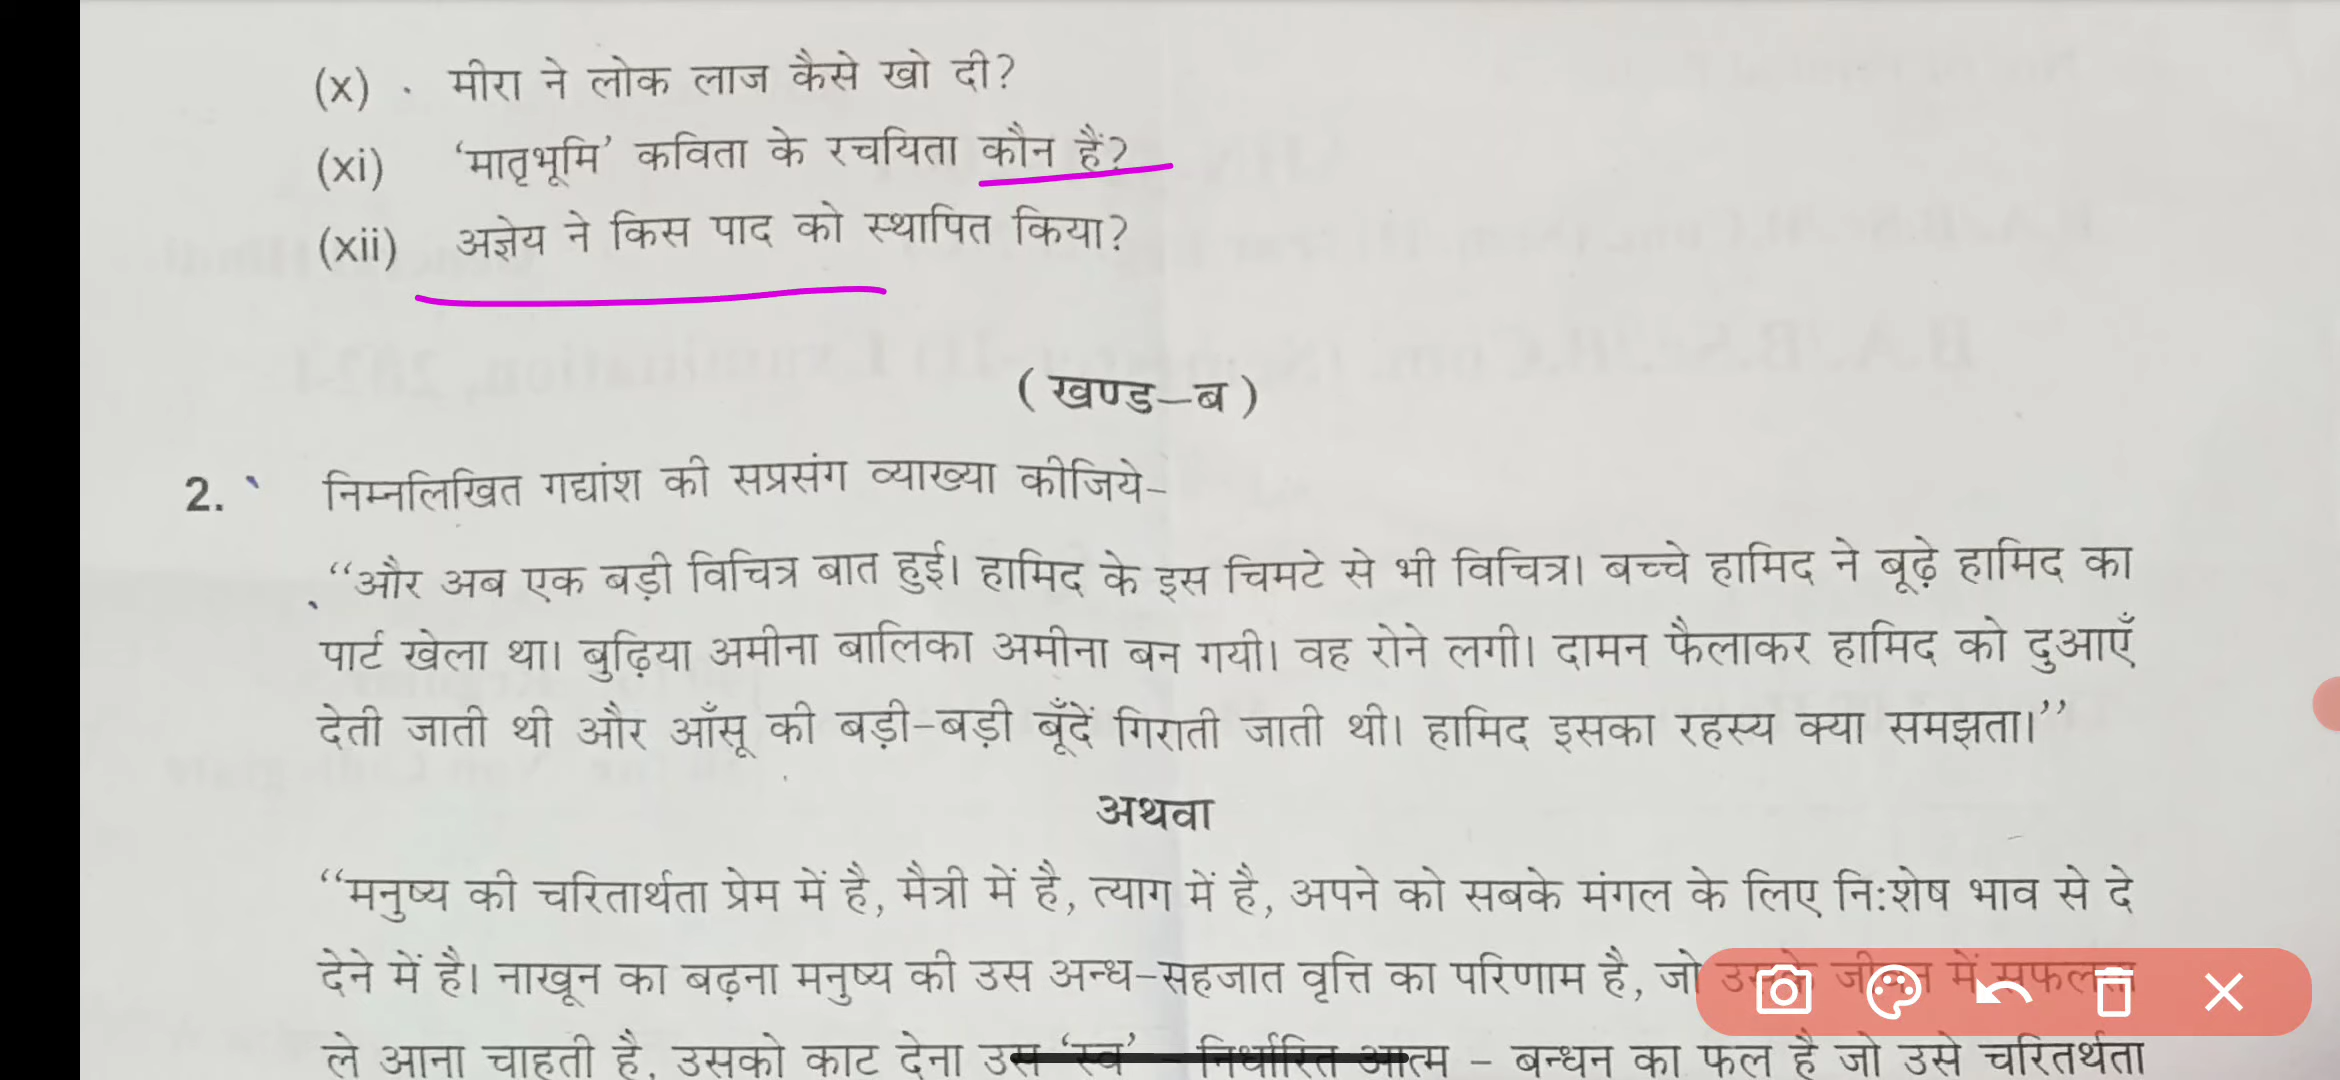 (x) मीरा ने लोक लाज कैसे खो दी?
(xi) ‘मातृभूमि’ कविता के रचयिता कौन हैं?
(xii) अज्ञेय ने किस पाद को स्थापित किया?
( खण्ड–ब )
2. निम्नलिखित गद्यांश की सप्रसंग व्याख्या कीजिये–
‘‘और अब एक बड़ी विचित्र बात हुई। हामिद के इस चिमटे से भी विचित्र। बच्चे हामिद ने बूढ़े हामिद का
पार्ट खेला था। बुढ़िया अमीना बालिका अमीना बन गयी। वह रोने लगी। दामन फैलाकर हामिद को दुआएँ
देती जाती थी और आँसू की बड़ी-बड़ी बूँदें गिराती जाती थी। हामिद इसका रहस्य क्या समझता।’’
अथवा
‘‘मनुष्य की चरितार्थता प्रेम में है, मैत्री में है, त्याग में है, अपने को सबके मंगल के लिए नि:शेष भाव से दे
देने में है। नाखून का बढ़ना मनुष्य की उस अन्ध-सहजात वृत्ति का परिणाम है, जो उसके जीवन में सफलता
ले आना चाहती है, उसको काट देना उस ‘स्व’ - निर्धारित आत्म - बन्धन का फल है जो उसे चरितर्थता